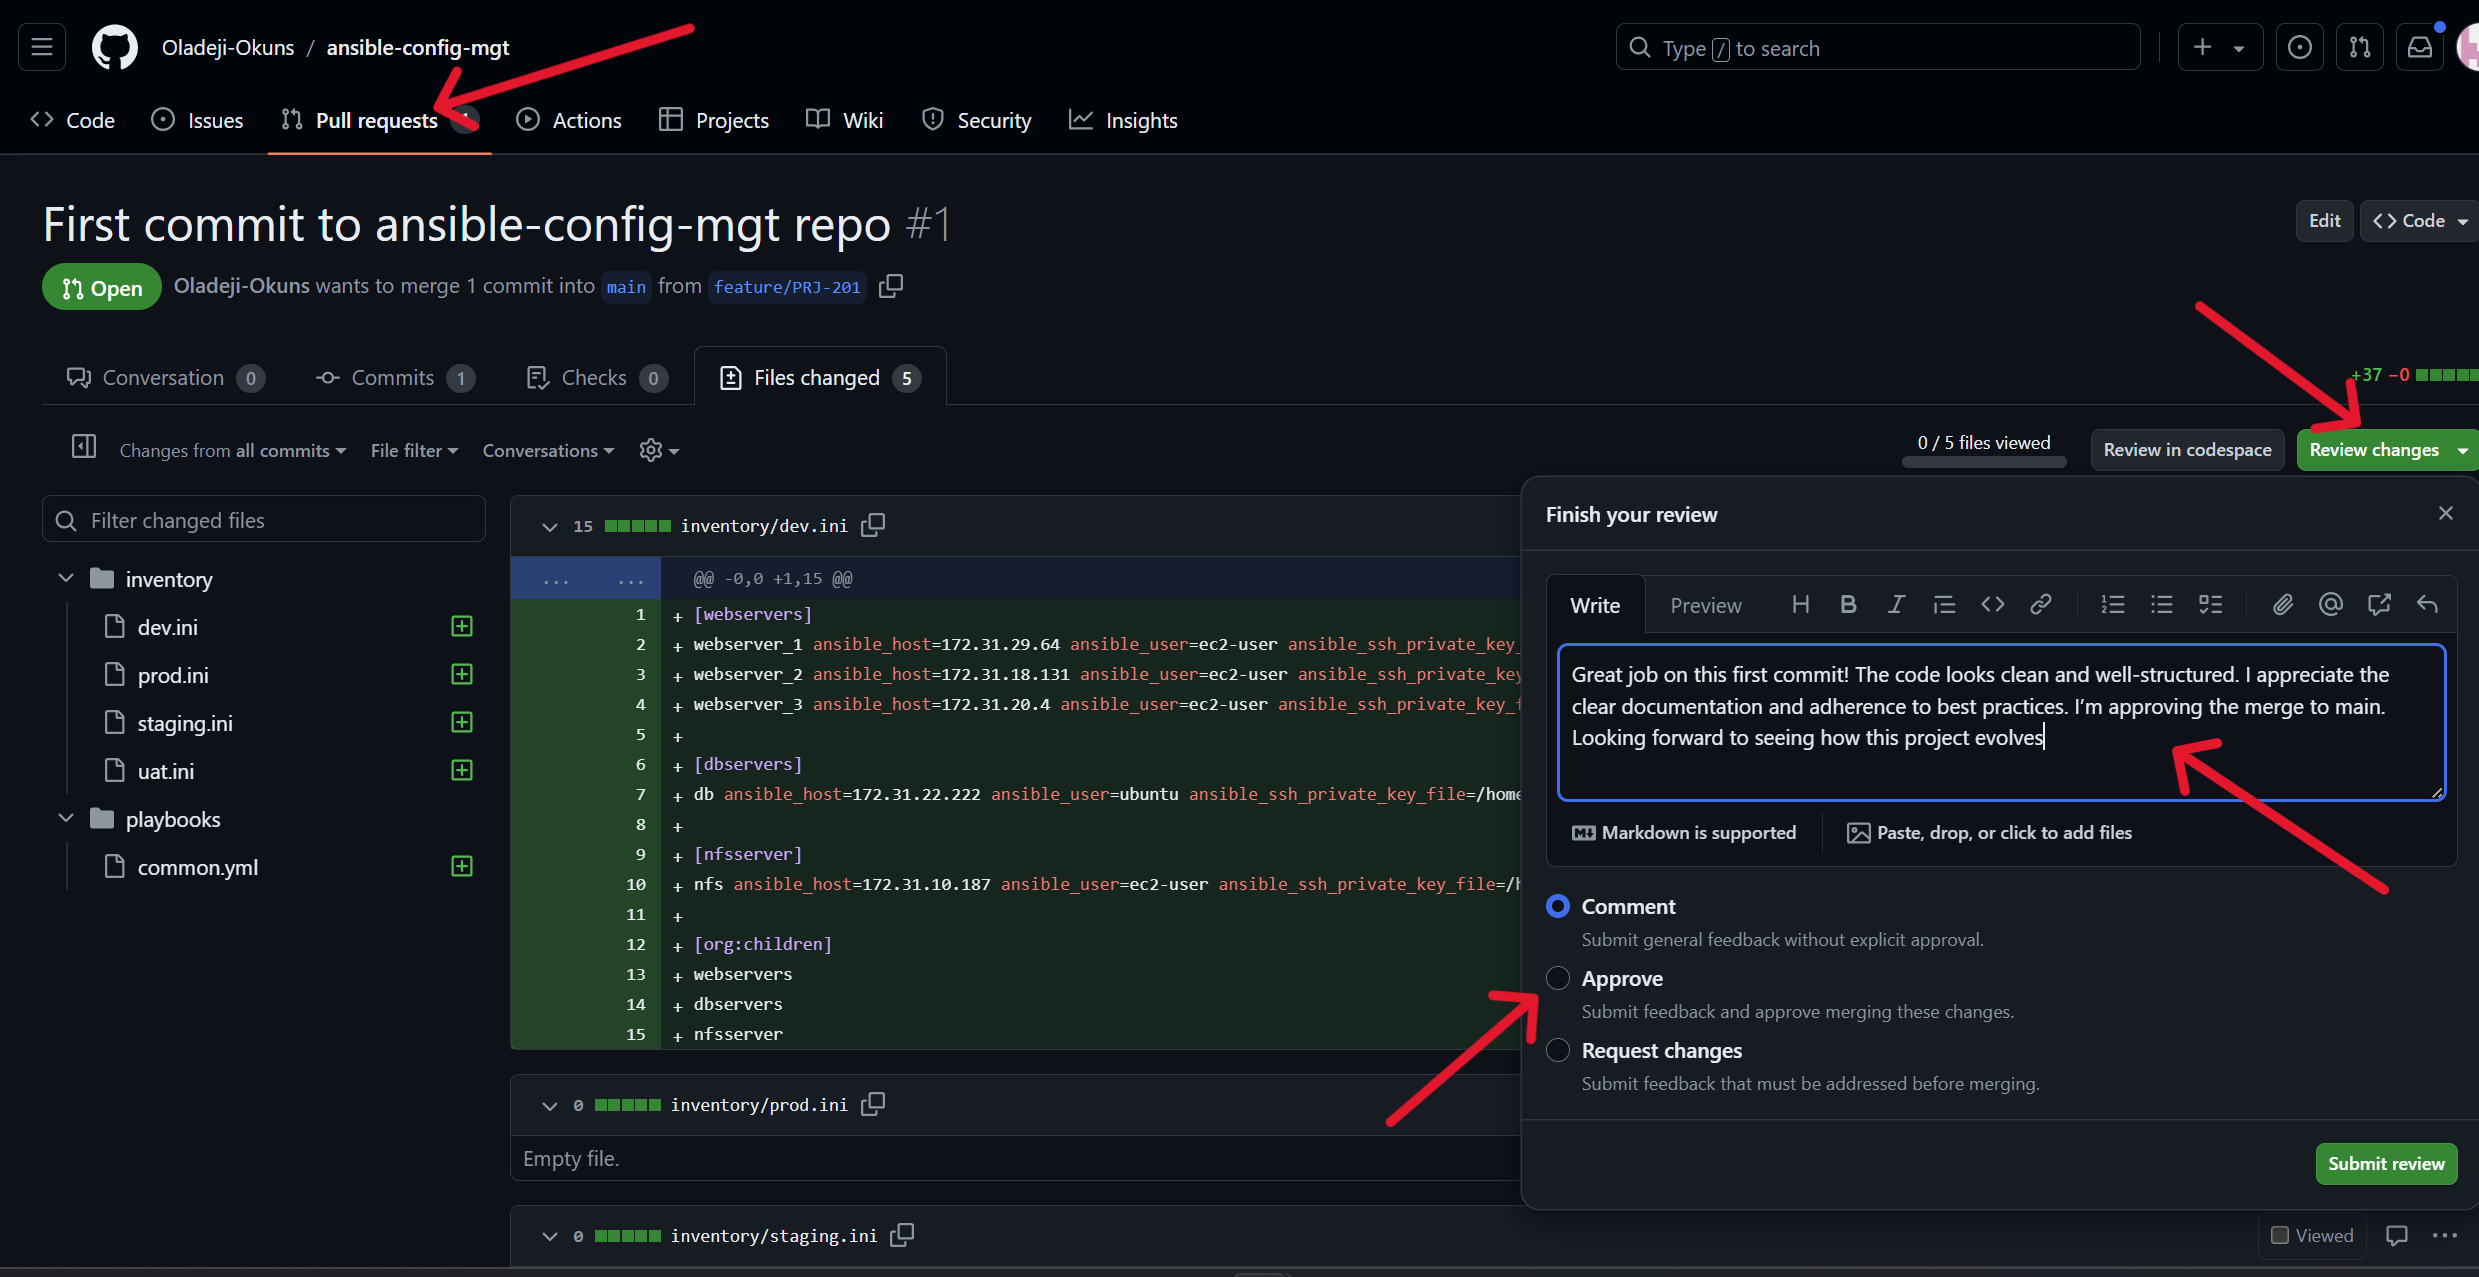 Oladeji-Okuns / ansible-config-mgt
Type / to search
Code
Issues
Pull requests 1
Actions
Projects
Wiki
Security
Insights
First commit to ansible-config-mgt repo #1
Edit
Code
Open
Oladeji-Okuns wants to merge 1 commit into main from feature/PRJ-201
Conversation 0
Commits 1
Checks 0
Files changed 5
+37 −0
Changes from all commits
File filter
Conversations
0 / 5 files viewed
Review in codespace
Review changes
Filter changed files
inventory
dev.ini
prod.ini
staging.ini
uat.ini
playbooks
common.yml
15 inventory/dev.ini
... ... @@ -0,0 +1,15 @@
1 + [webservers]
2 + webserver_1 ansible_host=172.31.29.64 ansible_user=ec2-user ansible_ssh_private_key_
3 + webserver_2 ansible_host=172.31.18.131 ansible_user=ec2-user ansible_ssh_private_key
4 + webserver_3 ansible_host=172.31.20.4 ansible_user=ec2-user ansible_ssh_private_key_f
5 +
6 + [dbservers]
7 + db ansible_host=172.31.22.222 ansible_user=ubuntu ansible_ssh_private_key_file=/home
8 +
9 + [nfsserver]
10 + nfs ansible_host=172.31.10.187 ansible_user=ec2-user ansible_ssh_private_key_file=/h
11 +
12 + [org:children]
13 + webservers
14 + dbservers
15 + nfsserver
0 inventory/prod.ini
Empty file.
0 inventory/staging.ini
Finish your review
Write
Preview
Great job on this first commit! The code looks clean and well-structured. I appreciate the
clear documentation and adherence to best practices. I'm approving the merge to main.
Looking forward to seeing how this project evolves
Markdown is supported
Paste, drop, or click to add files
Comment
Submit general feedback without explicit approval.
Approve
Submit feedback and approve merging these changes.
Request changes
Submit feedback that must be addressed before merging.
Submit review
Viewed